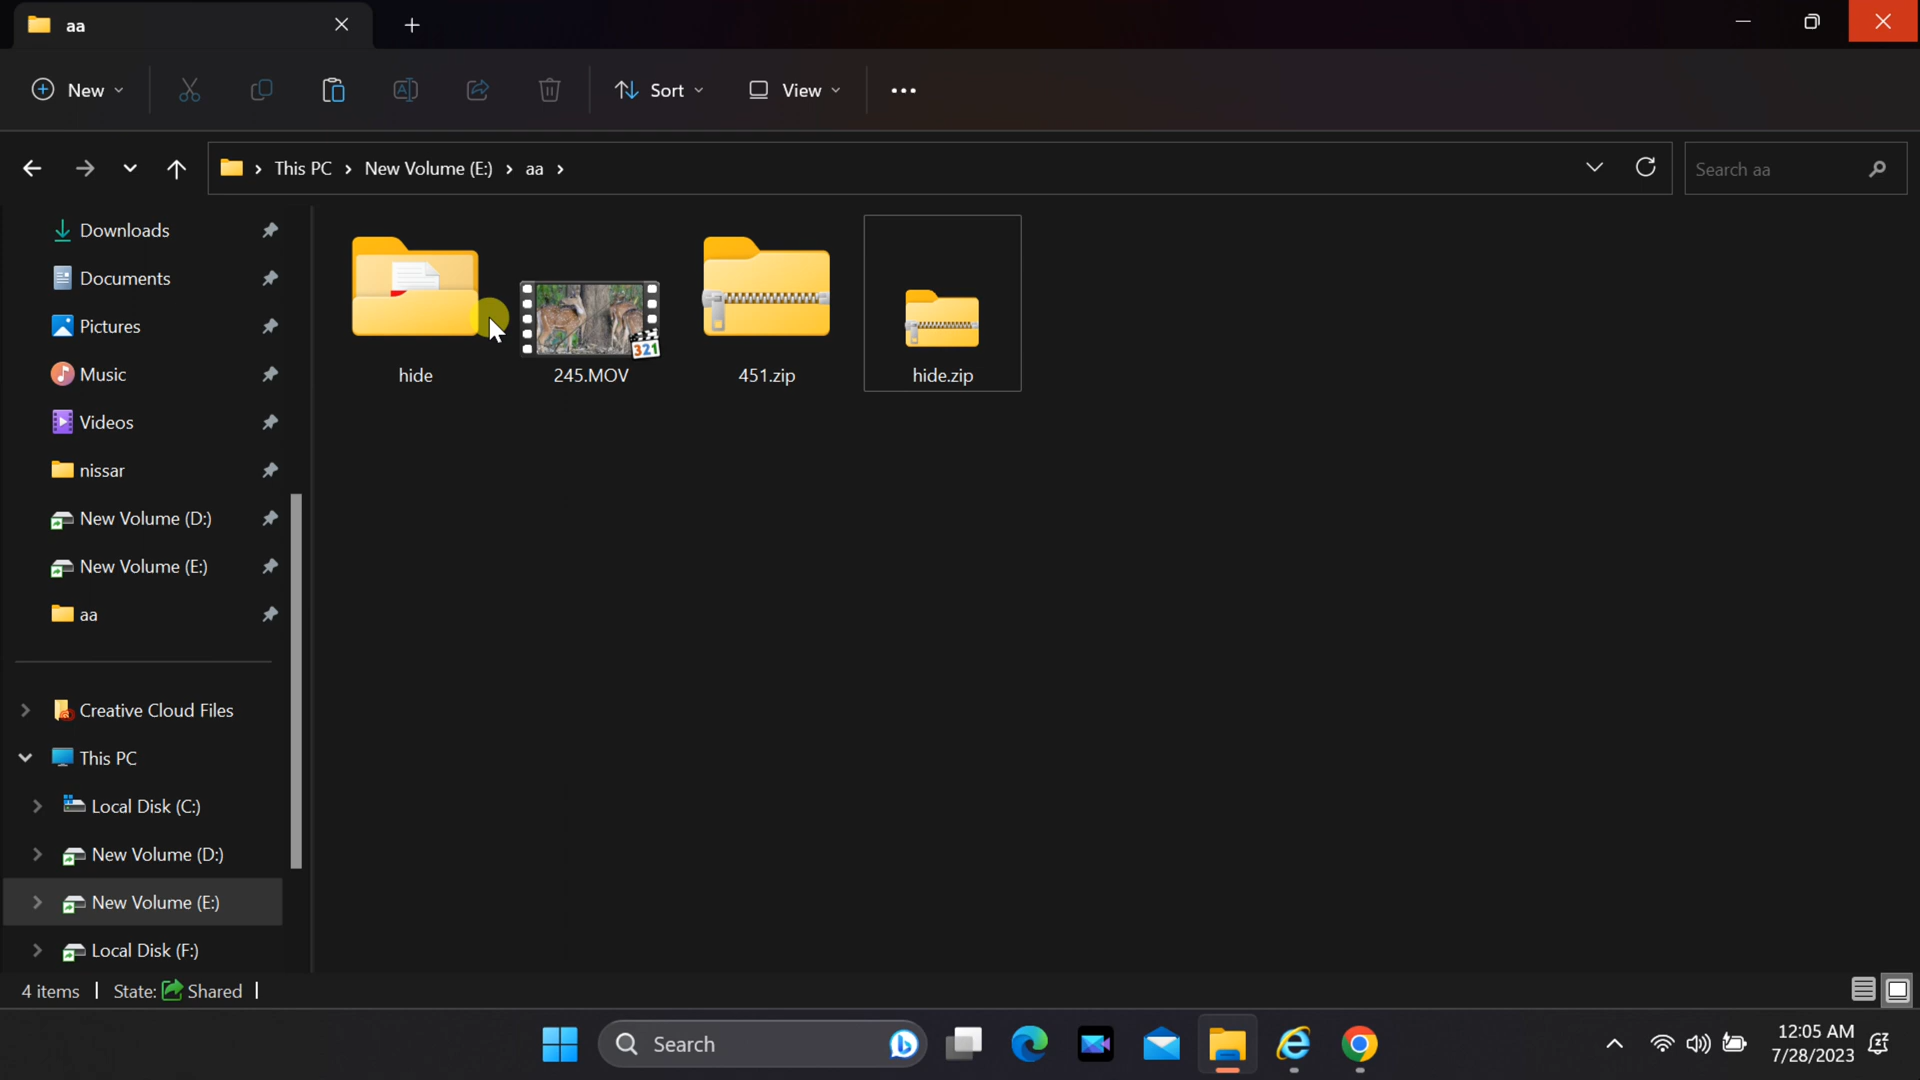 aa
New
Sort
View
This PC
New Volume (E:)
aa
Search aa
Downloads
Documents
Pictures
Music
Videos
nissar
New Volume (D:)
New Volume (E:)
aa
Creative Cloud Files
This PC
Local Disk (C:)
New Volume (D:)
New Volume (E:)
Local Disk (F:)
321
hide
245.MOV
451.zip
hide.zip
4 items
State: Shared
Search
12:05 AM
7/28/2023